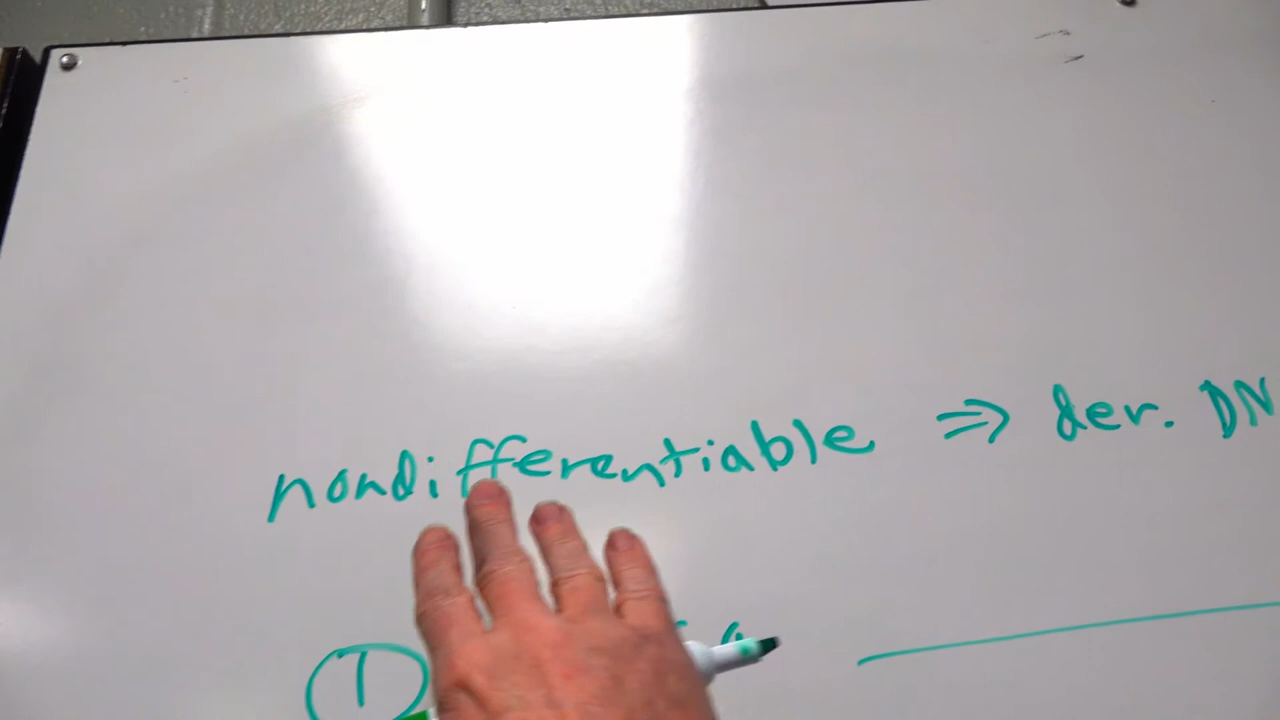 nondifferentiable ⇒ der. DN
①